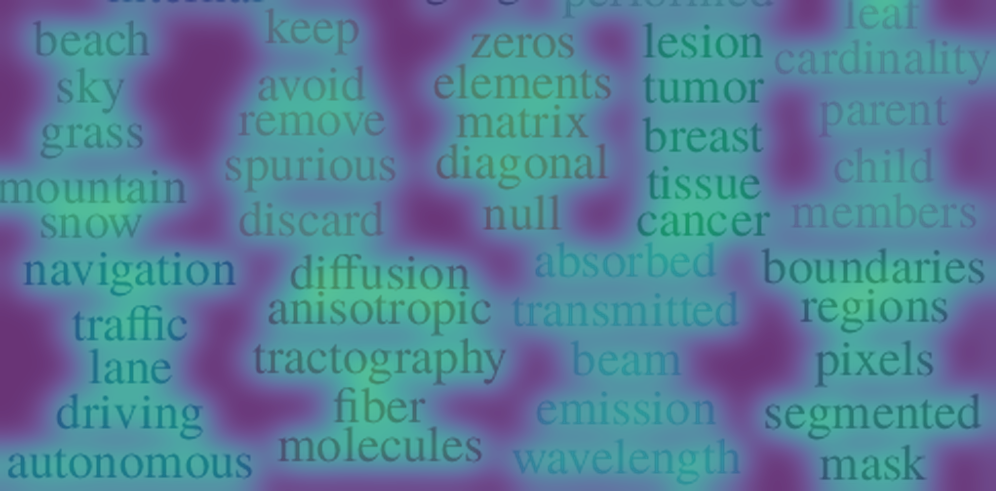 beach
sky
grass
mountain
snow
keep
avoid
remove
spurious
discard
zeros
elements
matrix
diagonal
null
lesion
tumor
breast
tissue
cancer
leaf
cardinality
parent
child
members
navigation
traffic
lane
driving
autonomous
diffusion
anisotropic
tractography
fiber
molecules
absorbed
transmitted
beam
emission
wavelength
boundaries
regions
pixels
segmented
mask